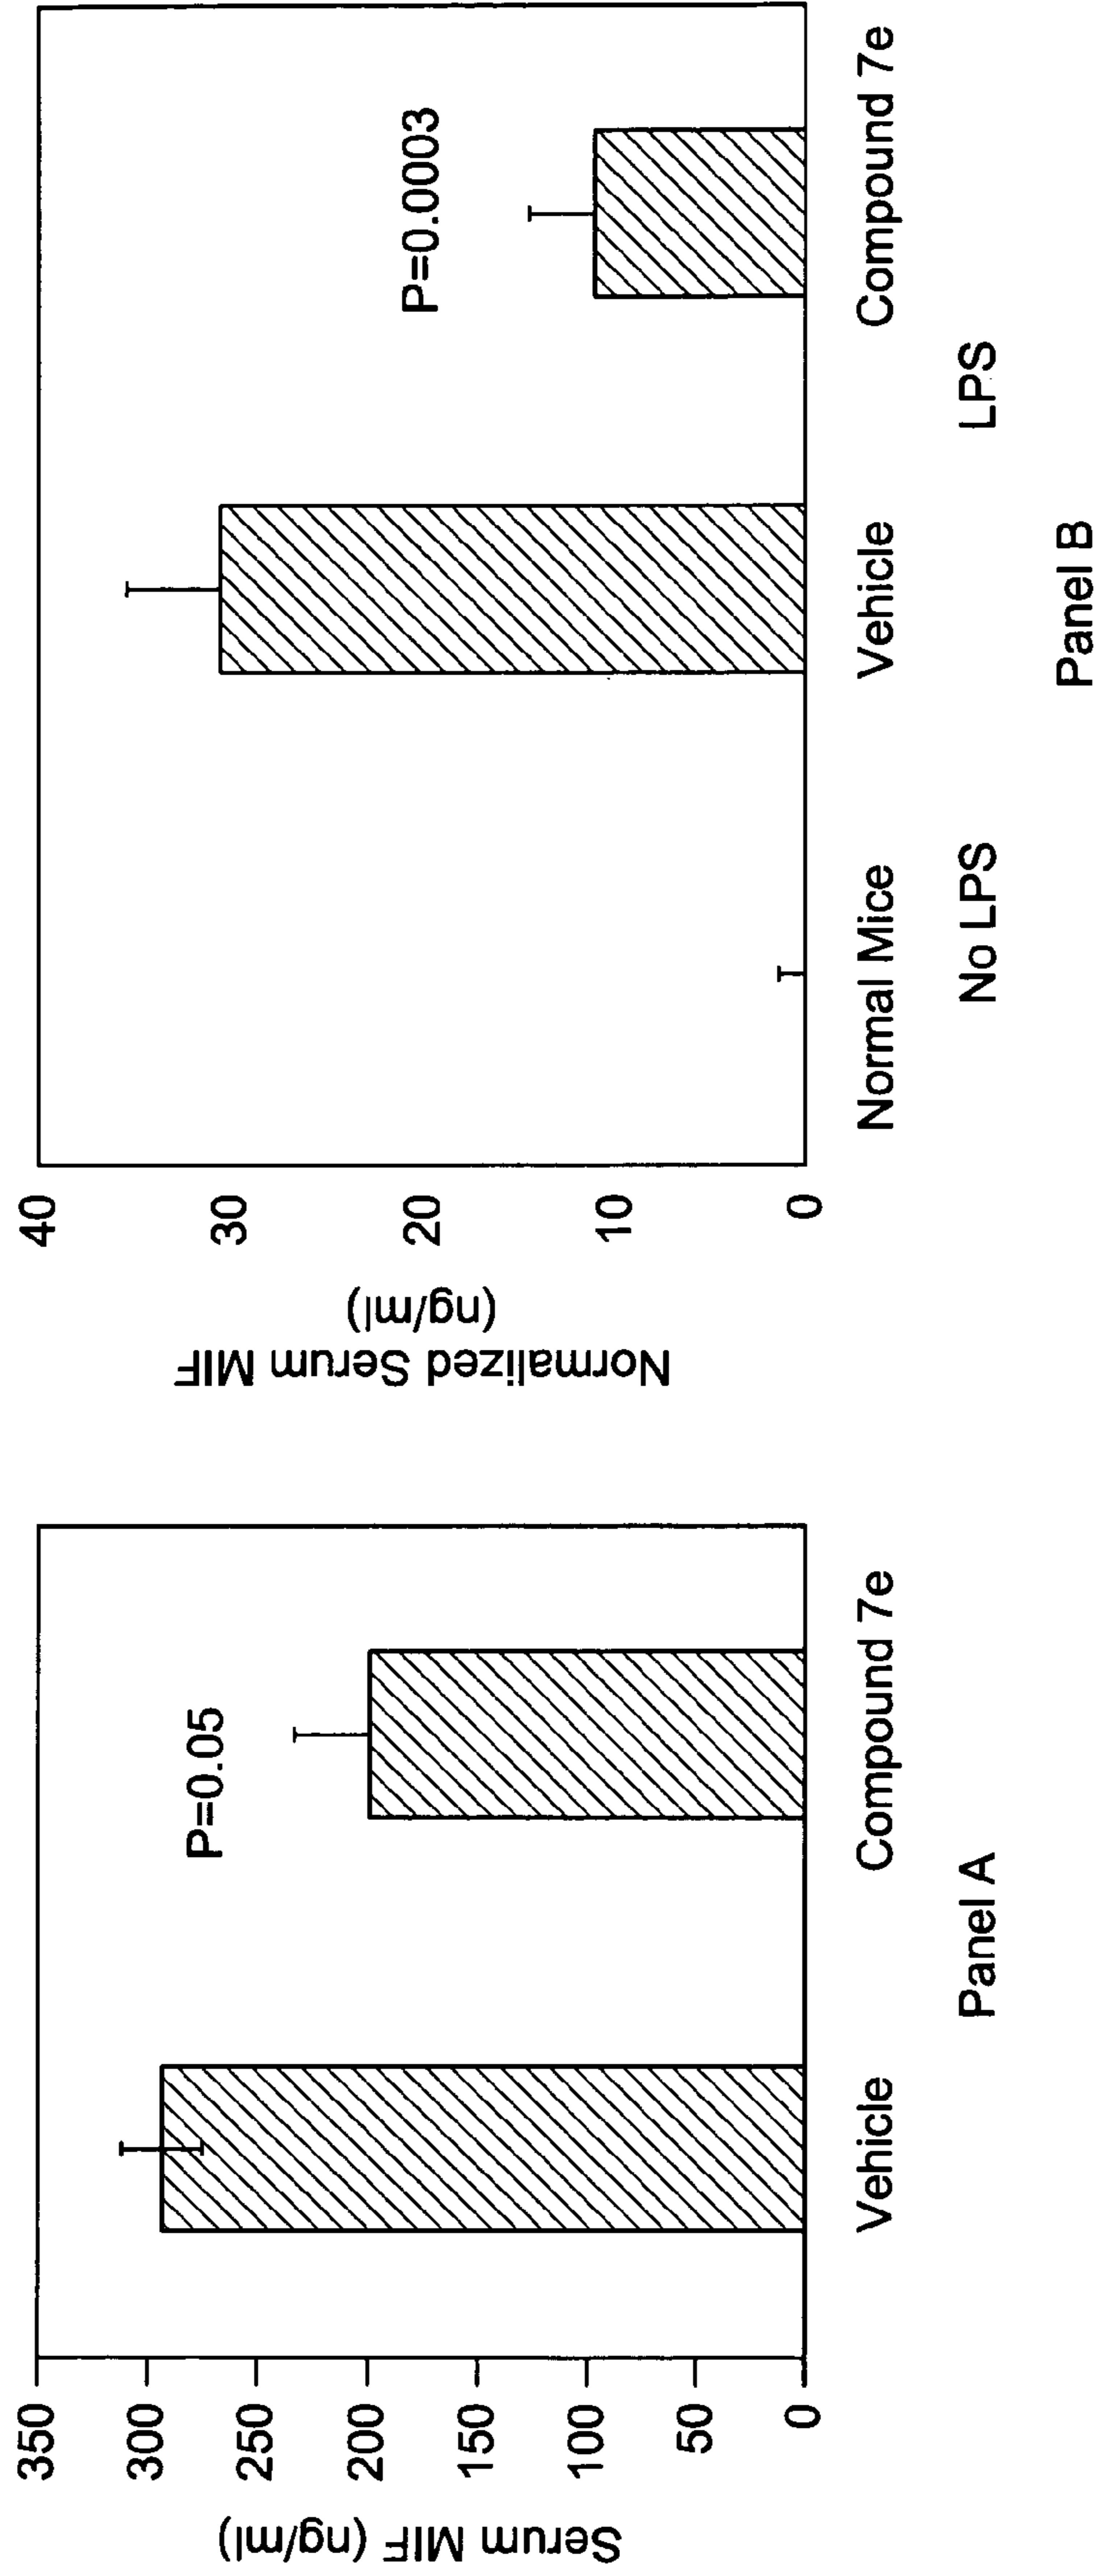 Serum MIF (ng/ml)
350
300
250
200
150
100
50
0
P=0.05
Vehicle
Compound 7e
Panel A
Normalized Serum MIF
(ng/ml)
40
30
20
10
0
P=0.0003
Normal Mice
Vehicle
Compound 7e
No LPS
LPS
Panel B